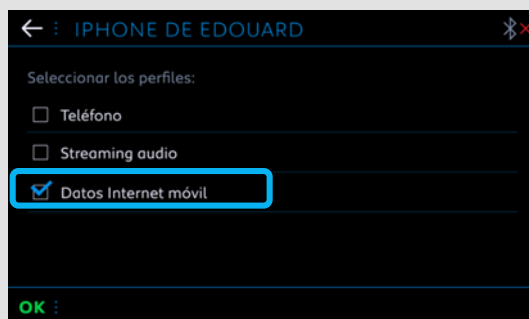 IPHONE DE EDOUARD
Seleccionar los perfiles:
Teléfono
Streaming audio
Datos Internet móvil
OK